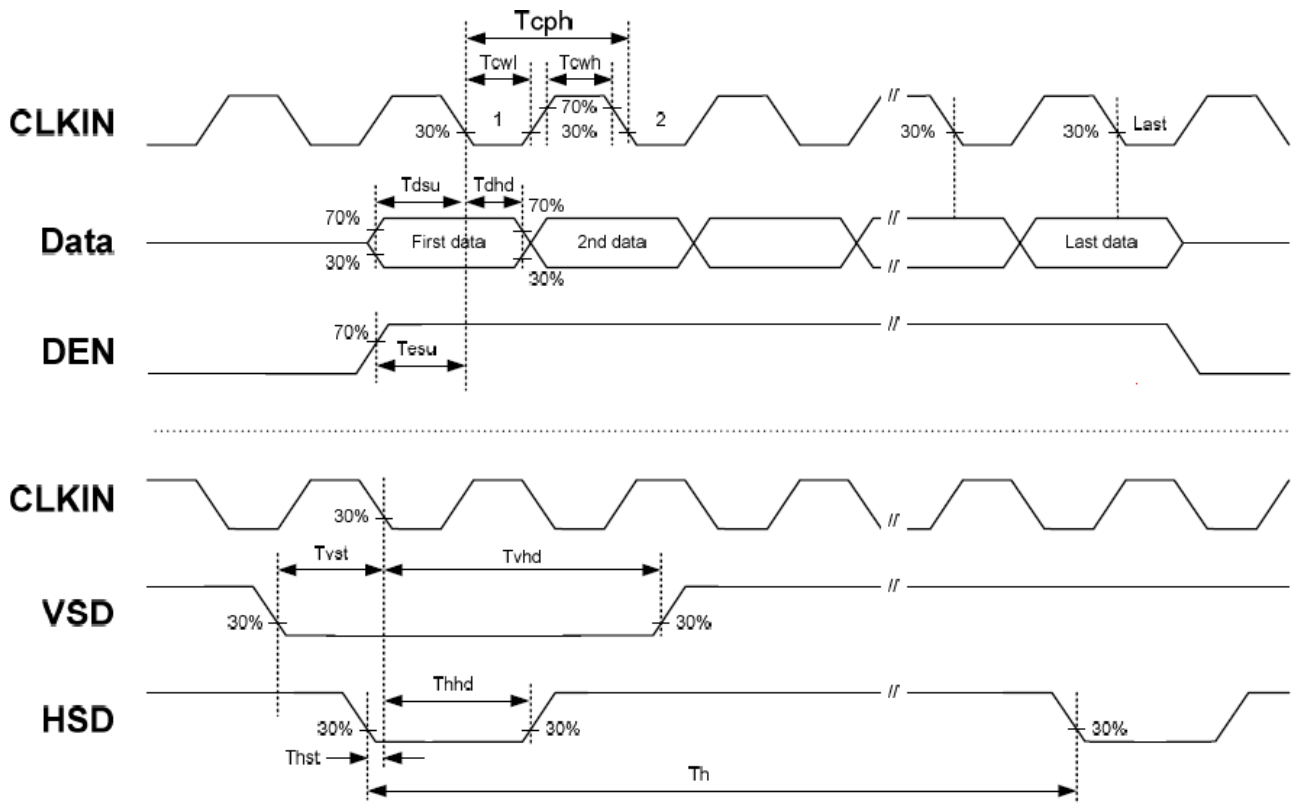 Tcph
Tcwl Tcwh
CLKIN 30% 1 70% 30% 2 30% 30% Last
Tdsu Tdhd
70% 70%
Data First data 2nd data Last data
30% 30%
DEN 70%
Tesu
CLKIN 30%
Tvst Tvhd
VSD 30% 30%
Thhd
HSD 30% 30% 30%
Thst
Th